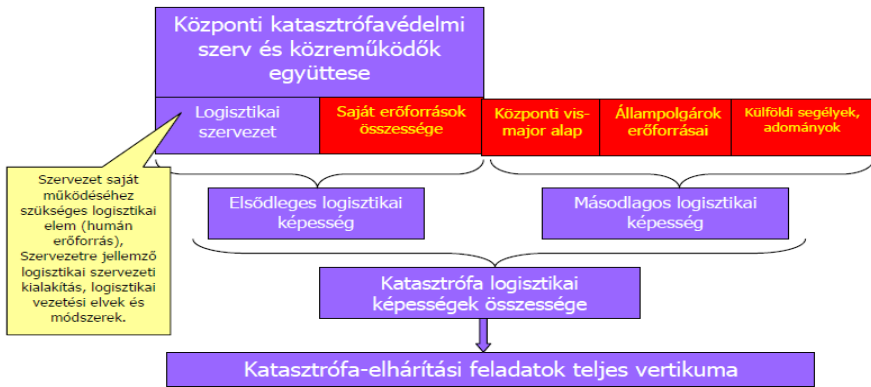 Központi katasztrófavédelmi
szerv és közreműködők
együttese
Logisztikai
szervezet
Saját erőforrások
összessége
Központi vis-
major alap
Állampolgárok
erőforrásai
Külföldi segélyek,
adományok
Szervezet saját
működéséhez
szükséges logisztikai
elem (humán
erőforrás),
Szervezetre jellemző
logisztikai szervezeti
kialakítás, logisztikai
vezetési elvek és
módszerek.
Elsődleges logisztikai
képesség
Másodlagos logisztikai
képesség
Katasztrófa logisztikai
képességek összessége
Katasztrófa-elhárítási feladatok teljes vertikuma